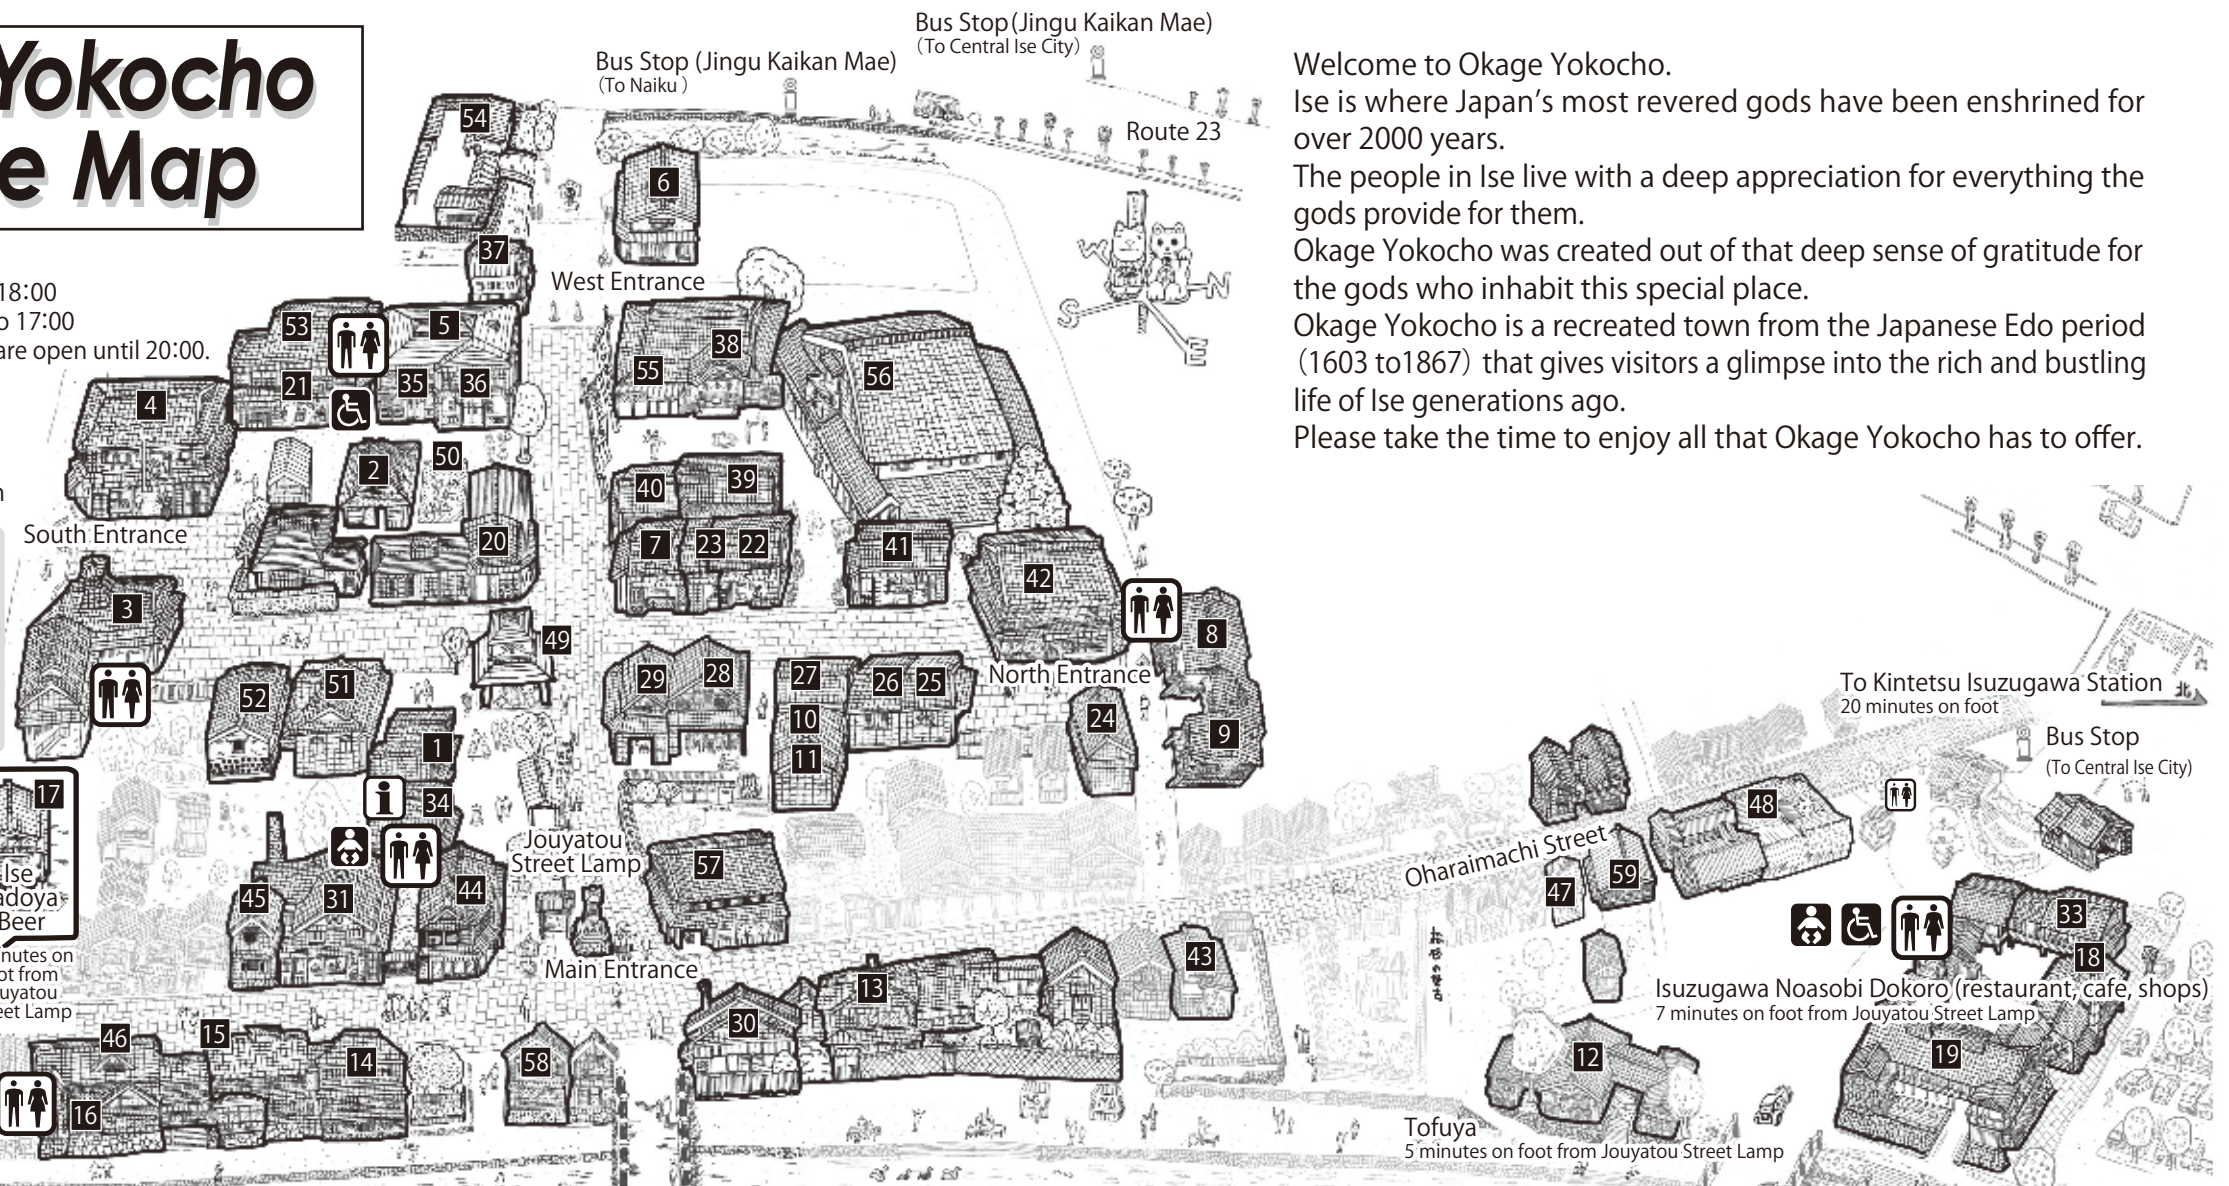 Yokocho
e Map
18:00
o 17:00
are open until 20:00.
n
Bus Stop (Jingu Kaikan Mae)
(To Naiku )
Bus Stop(Jingu Kaikan Mae)
(To Central Ise City)
Route 23
W
N
S
E
Welcome to Okage Yokocho.
Ise is where Japan's most revered gods have been enshrined for
over 2000 years.
The people in Ise live with a deep appreciation for everything the
gods provide for them.
Okage Yokocho was created out of that deep sense of gratitude for
the gods who inhabit this special place.
Okage Yokocho is a recreated town from the Japanese Edo period
(1603 to1867) that gives visitors a glimpse into the rich and bustling
life of Ise generations ago.
Please take the time to enjoy all that Okage Yokocho has to offer.
54
6
37
West Entrance
53
5
21
35
36
4
38
55
56
2
50
40
39
South Entrance
20
7
23
22
41
42
3
49
8
North Entrance
52
51
29
28
27
26
25
10
11
24
9
1
34
17
Ise
adoya
Beer
inutes on
ot from
uyatou
eet Lamp
Jouyatou
Street Lamp
57
45
31
44
Main Entrance
13
43
30
46
15
14
16
58
To Kintetsu Isuzugawa Station
20 minutes on foot
北
Bus Stop
(To Central Ise City)
48
Oharaimachi Street
47
59
33
18
Isuzugawa Noasobi Dokoro (restaurant, cafe, shops)
7 minutes on foot from Jouyatou Street Lamp
12
19
Tofuya
5 minutes on foot from Jouyatou Street Lamp